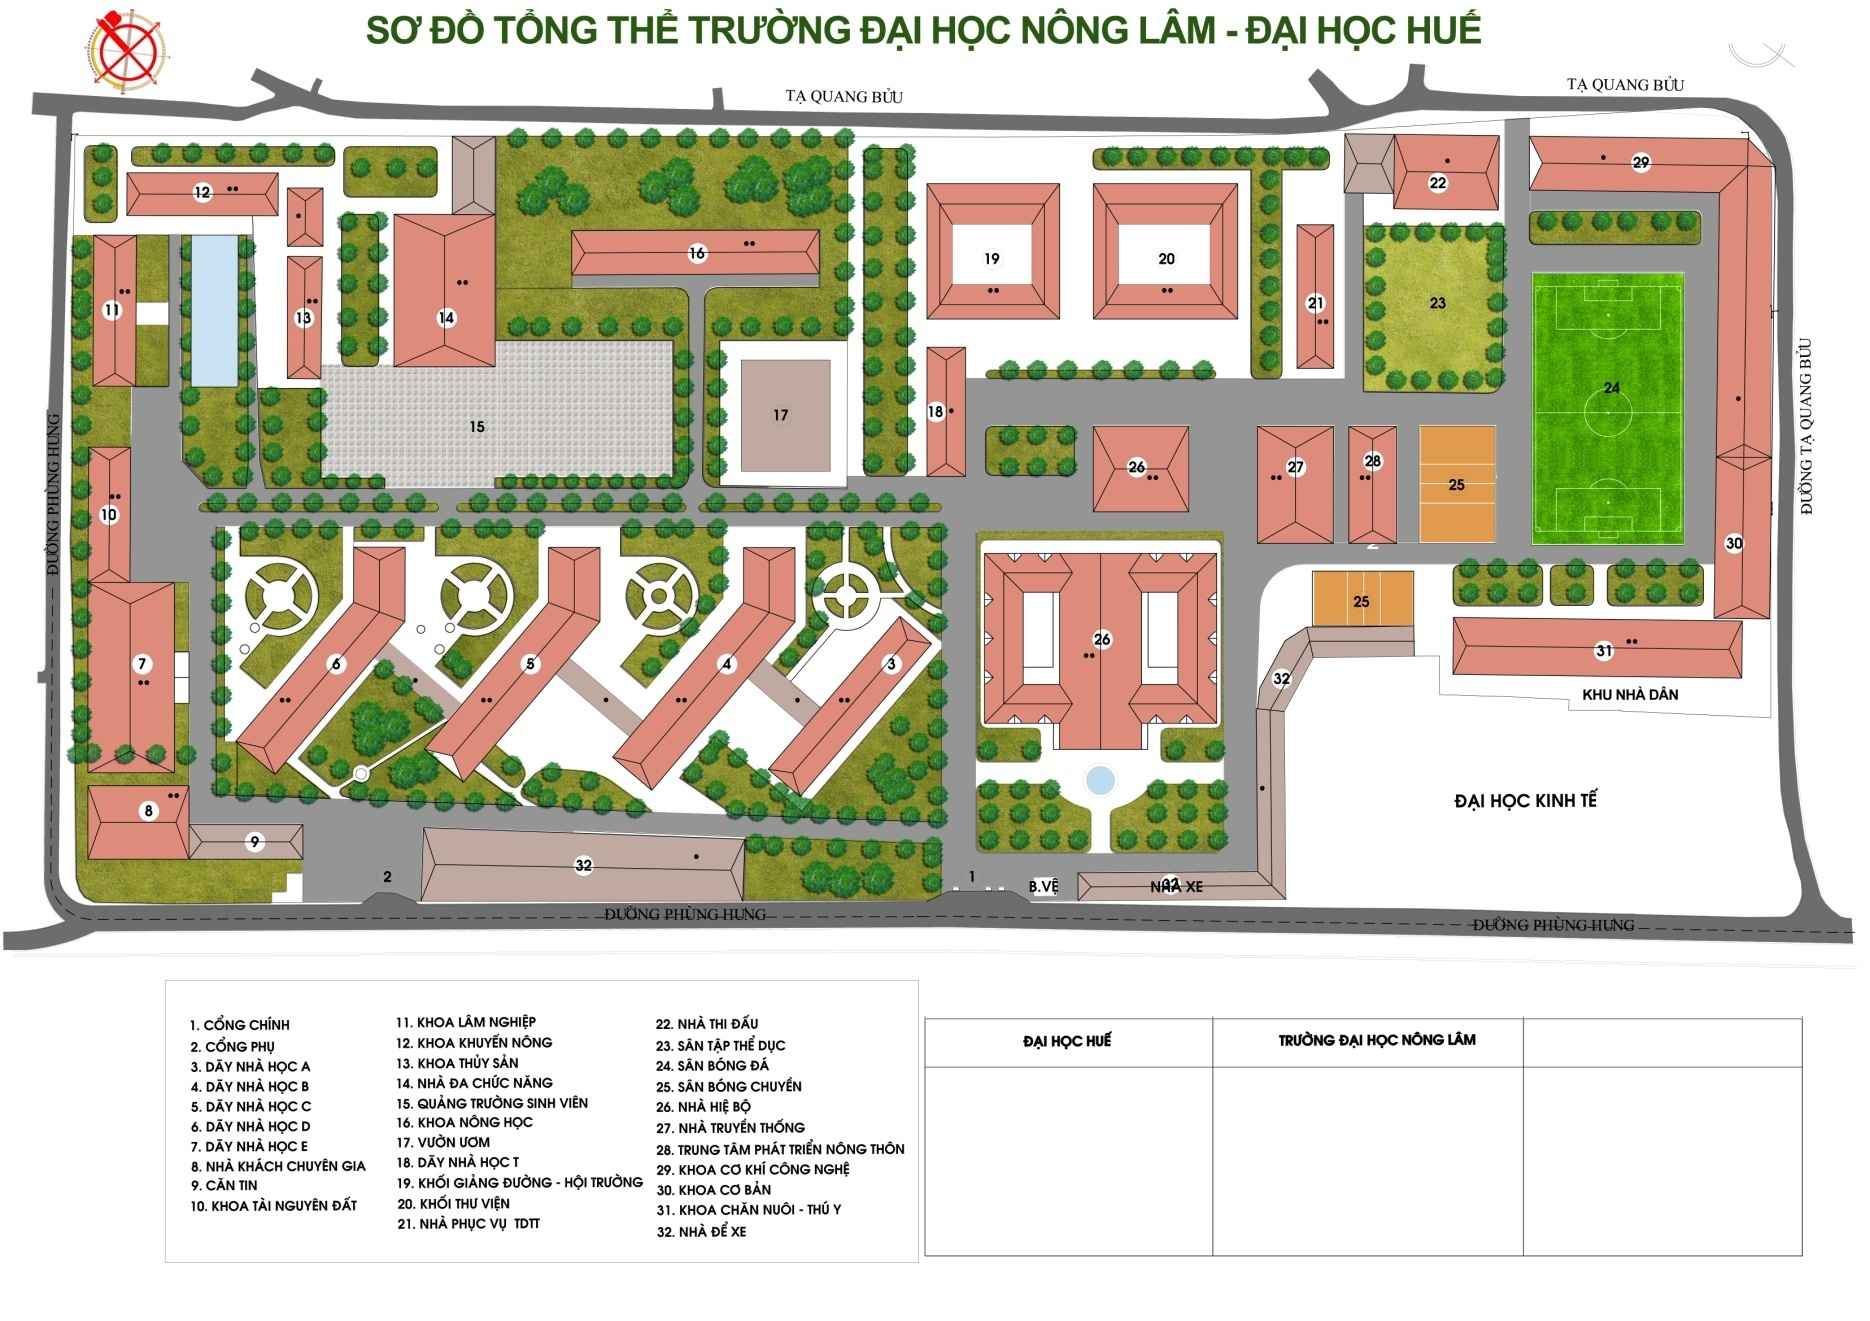 SƠ ĐỒ TỔNG THỂ TRƯỜNG ĐẠI HỌC NÔNG LÂM - ĐẠI HỌC HUẾ
TẠ QUANG BỬU
TẠ QUANG BỬU
12
29
22
16
19
20
11
13
14
21
23
ĐƯỜNG TẠ QUANG BỬU
24
17
18
15
26
27
28
25
ĐƯỜNG PHÙNG HƯNG
10
2
30
25
7
6
5
4
3
26
31
32
KHU NHÀ DÂN
8
ĐẠI HỌC KINH TẾ
9
32
2
1
B.VỆ
NHÀ XE
32
ĐƯỜNG PHÙNG HƯNG
ĐƯỜNG PHÙNG HƯNG
1. CỔNG CHÍNH
2. CỔNG PHỤ
3. DÃY NHÀ HỌC A
4. DÃY NHÀ HỌC B
5. DÃY NHÀ HỌC C
6. DÃY NHÀ HỌC D
7. DÃY NHÀ HỌC E
8. NHÀ KHÁCH CHUYÊN GIA
9. CĂN TIN
10. KHOA TÀI NGUYÊN ĐẤT
11. KHOA LÂM NGHIỆP
12. KHOA KHUYẾN NÔNG
13. KHOA THỦY SẢN
14. NHÀ ĐA CHỨC NĂNG
15. QUẢNG TRƯỜNG SINH VIÊN
16. KHOA NÔNG HỌC
17. VƯỜN ƯƠM
18. DÃY NHÀ HỌC T
19. KHỐI GIẢNG ĐƯỜNG - HỘI TRƯỜNG
20. KHỐI THƯ VIỆN
21. NHÀ PHỤC VỤ TDTT
22. NHÀ THI ĐẤU
23. SÂN TẬP THỂ DỤC
24. SÂN BÓNG ĐÁ
25. SÂN BÓNG CHUYỀN
26. NHÀ HIỆ BỘ
27. NHÀ TRUYỀN THỐNG
28. TRUNG TÂM PHÁT TRIỂN NÔNG THÔN
29. KHOA CƠ KHÍ CÔNG NGHỆ
30. KHOA CƠ BẢN
31. KHOA CHĂN NUÔI - THÚ Y
32. NHÀ ĐỂ XE
ĐẠI HỌC HUẾ
TRƯỜNG ĐẠI HỌC NÔNG LÂM